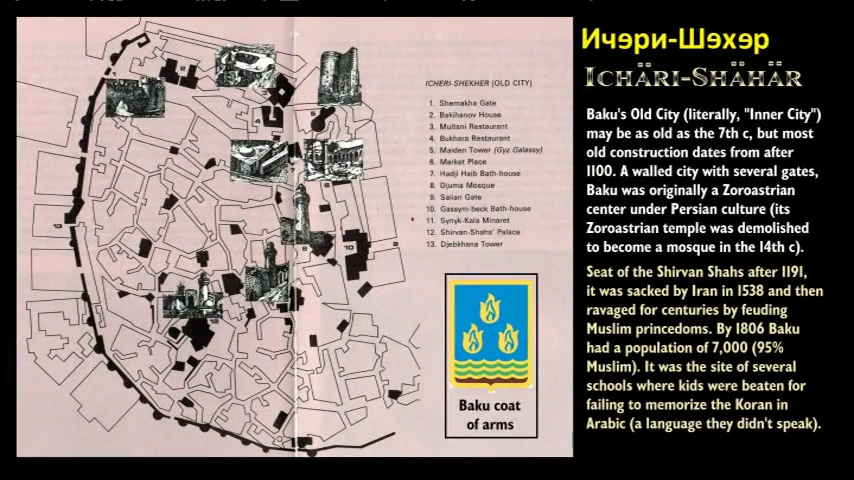 ICHERI-SHEKHER (OLD CITY)
1. Shemakha Gate
2. Bakihanov House
3. Multani Restaurant
4. Bukhara Restaurant
5. Maiden Tower (Gyz Galassy)
6. Market Place
7. Hadji Haib Bath-house
8. Djuma Mosque
9. Salian Gate
10. Gassym-beck Bath-house
11. Synyk-Kala Minaret
12. Shirvan-Shahs' Palace
13. Djebkhana Tower
Baku coat
of arms
Ичәри-Шәхәр
ICHÄRI-SHÄHÄR
Baku's Old City (literally, "Inner City")
may be as old as the 7th c, but most
old construction dates from after
1100. A walled city with several gates,
Baku was originally a Zoroastrian
center under Persian culture (its
Zoroastrian temple was demolished
to become a mosque in the 14th c).
Seat of the Shirvan Shahs after 1191,
it was sacked by Iran in 1538 and then
ravaged for centuries by feuding
Muslim princedoms. By 1806 Baku
had a population of 7,000 (95%
Muslim). It was the site of several
schools where kids were beaten for
failing to memorize the Koran in
Arabic (a language they didn't speak).